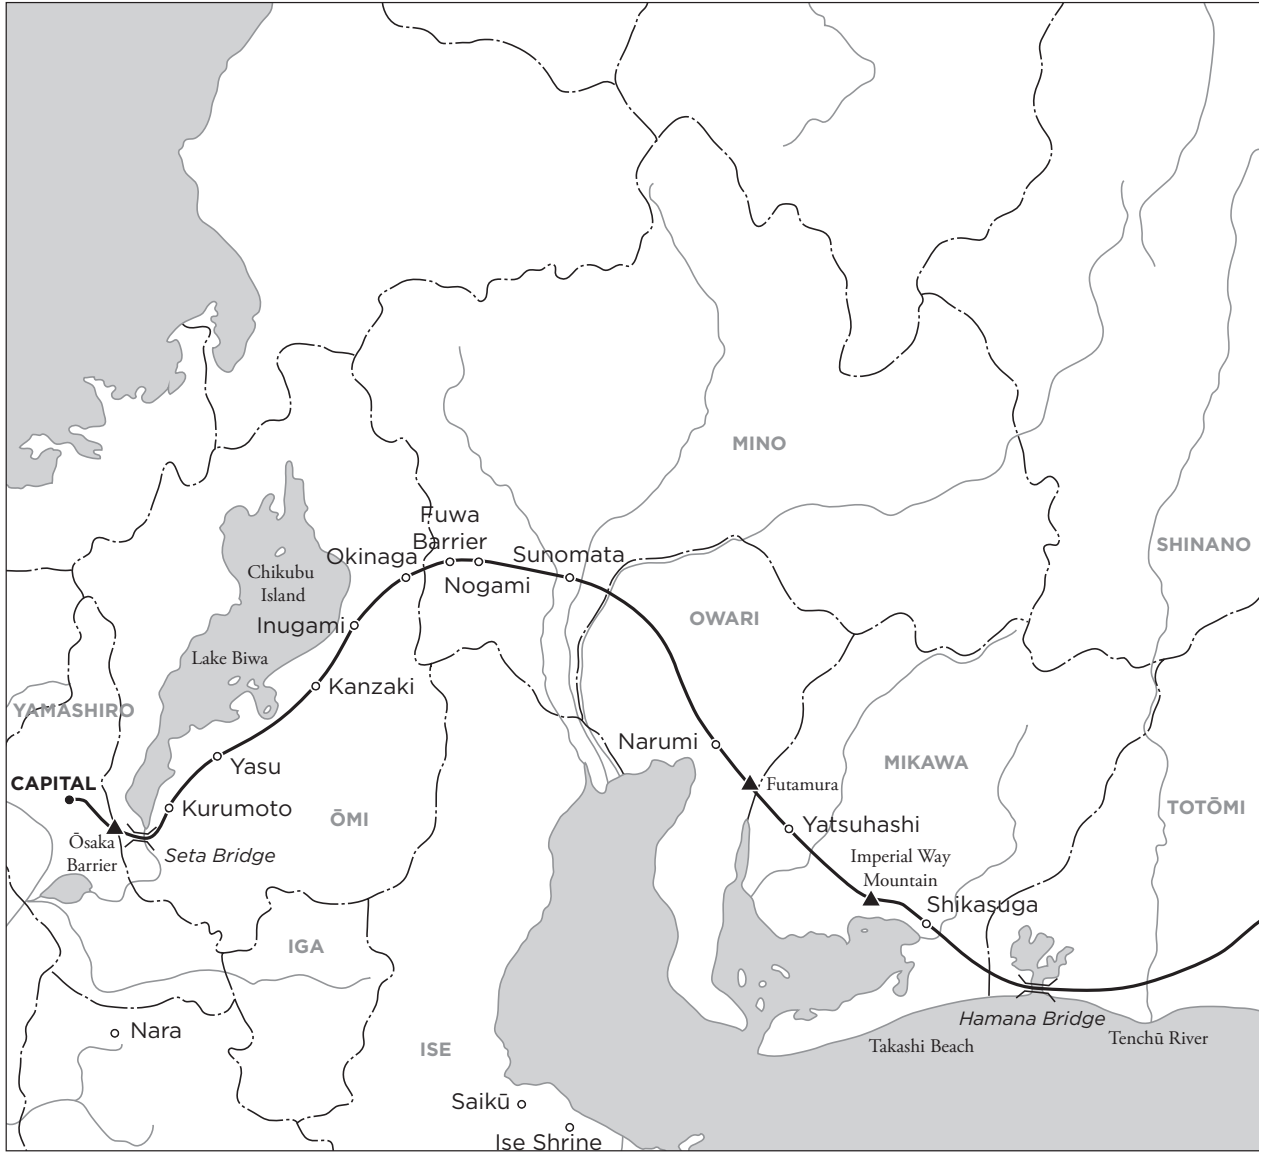 MINO
Fuwa
Barrier
Okinaga
Sunomata
SHINANO
Nogami
Chikubu
Island
Inugami
OWARI
Lake Biwa
Kanzaki
YAMASHIRO
Narumi
Yasu
MIKAWA
CAPITAL
Futamura
Kurumoto
ŌMI
TOTŌMI
Yatsuhashi
Ōsaka
Barrier
Seta Bridge
Imperial Way
Mountain
Shikasuga
IGA
Hamana Bridge
Nara
Takashi Beach
Tenchū River
ISE
Saikū
Ise Shrine